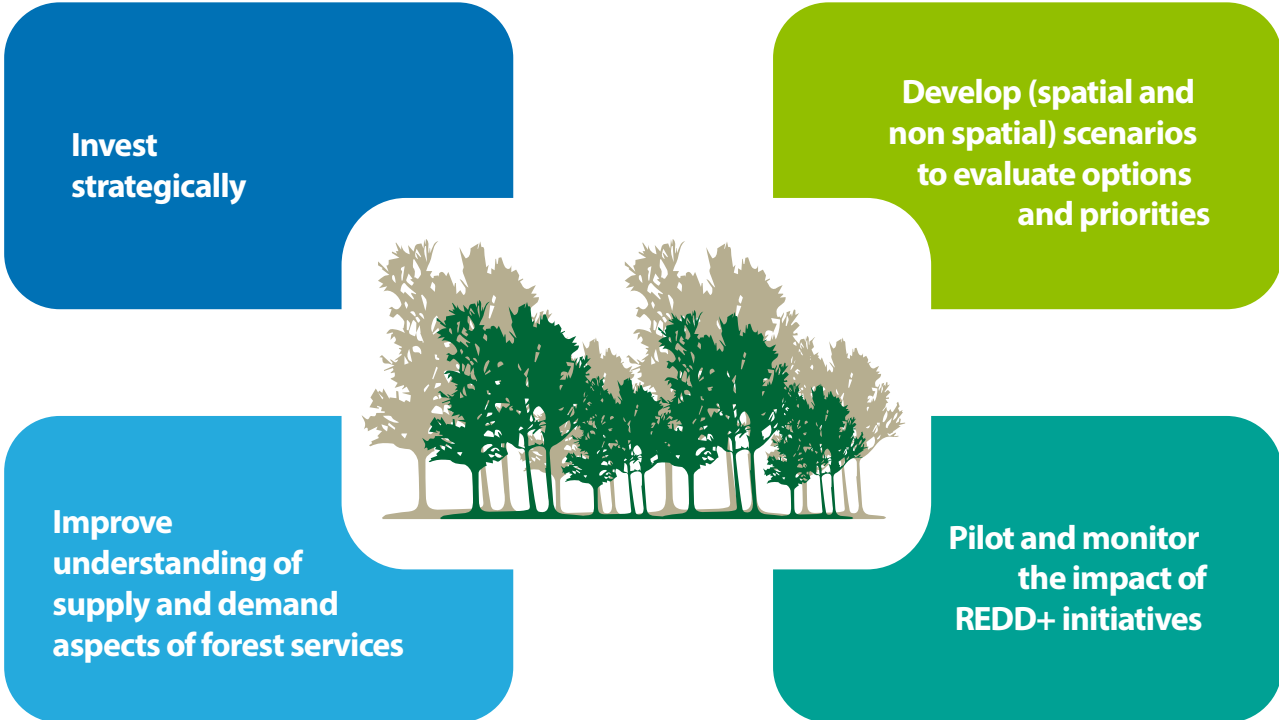 Invest
strategically
Develop (spatial and
non spatial) scenarios
to evaluate options
and priorities
Improve
understanding of
supply and demand
aspects of forest services
Pilot and monitor
the impact of
REDD+ initiatives